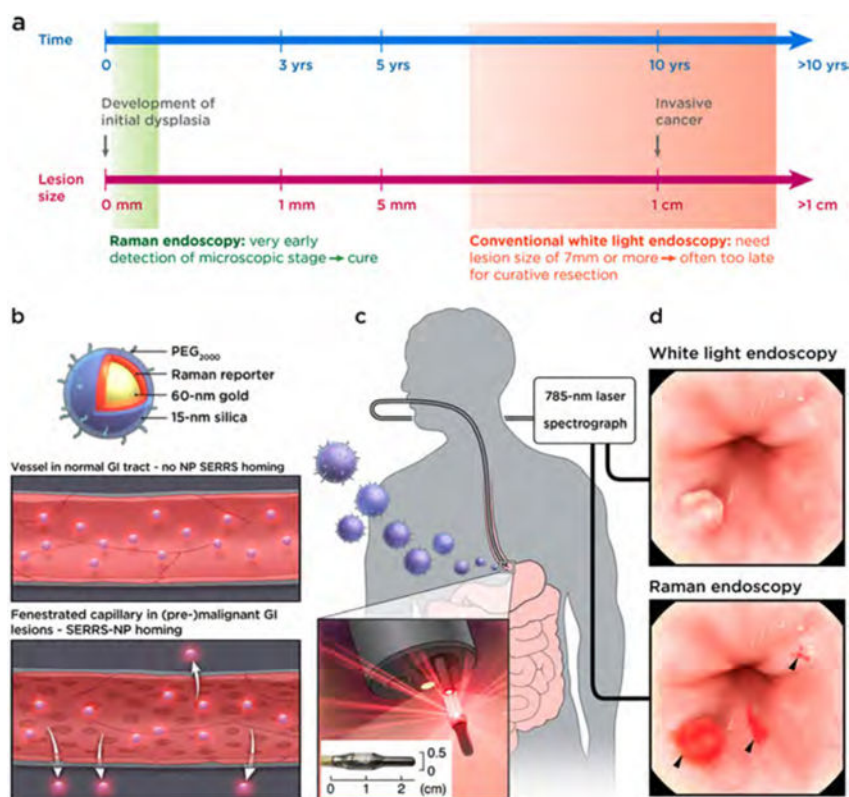 a
Time
0
3 yrs
5 yrs
10 yrs
>10 yrs
Development of
initial dysplasia
Invasive
cancer
Lesion
size
0 mm
1 mm
5 mm
1 cm
>1 cm
Raman endoscopy: very early
detection of microscopic stage → cure
Conventional white light endoscopy: need
lesion size of 7mm or more → often too late
for curative resection
b
PEG2000
Raman reporter
60-nm gold
15-nm silica
Vessel in normal GI tract - no NP SERRS homing
Fenestrated capillary in (pre-)malignant GI
lesions - SERRS-NP homing
c
785-nm laser
spectrograph
0.5
0
0 1 2 (cm)
d
White light endoscopy
Raman endoscopy